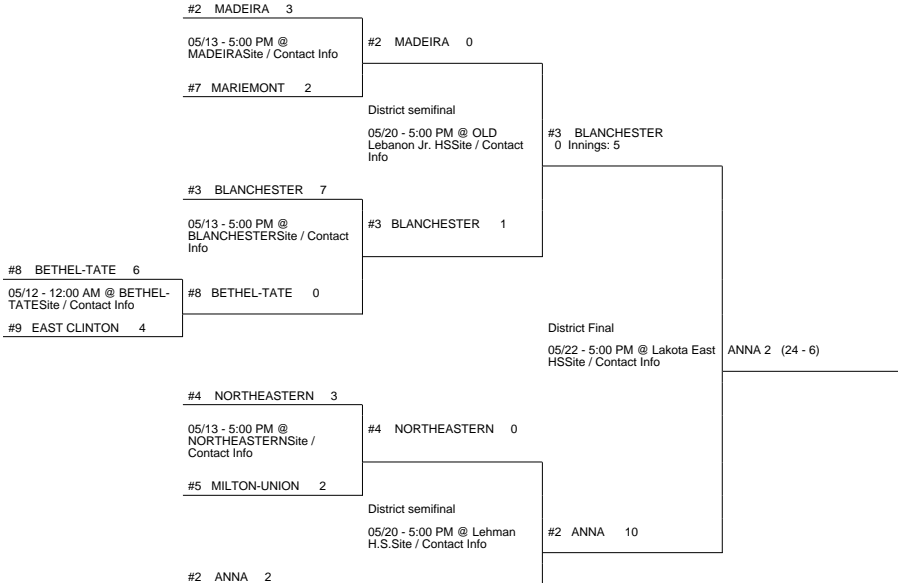 #2 MADEIRA 3
05/13 - 5:00 PM @
MADEIRASite / Contact Info
#2 MADEIRA 0
#7 MARIEMONT 2
District semifinal
05/20 - 5:00 PM @ OLD
Lebanon Jr. HSSite / Contact
Info
#3 BLANCHESTER
0 Innings: 5
#3 BLANCHESTER 7
05/13 - 5:00 PM @
BLANCHESTERSite / Contact
Info
#3 BLANCHESTER 1
#8 BETHEL-TATE 6
05/12 - 12:00 AM @ BETHEL-
TATESite / Contact Info
#8 BETHEL-TATE 0
#9 EAST CLINTON 4
District Final
05/22 - 5:00 PM @ Lakota East
HSSite / Contact Info
ANNA 2 (24 - 6)
#4 NORTHEASTERN 3
05/13 - 5:00 PM @
NORTHEASTERNSite /
Contact Info
#4 NORTHEASTERN 0
#5 MILTON-UNION 2
District semifinal
05/20 - 5:00 PM @ Lehman
H.S.Site / Contact Info
#2 ANNA 10
#2 ANNA 2